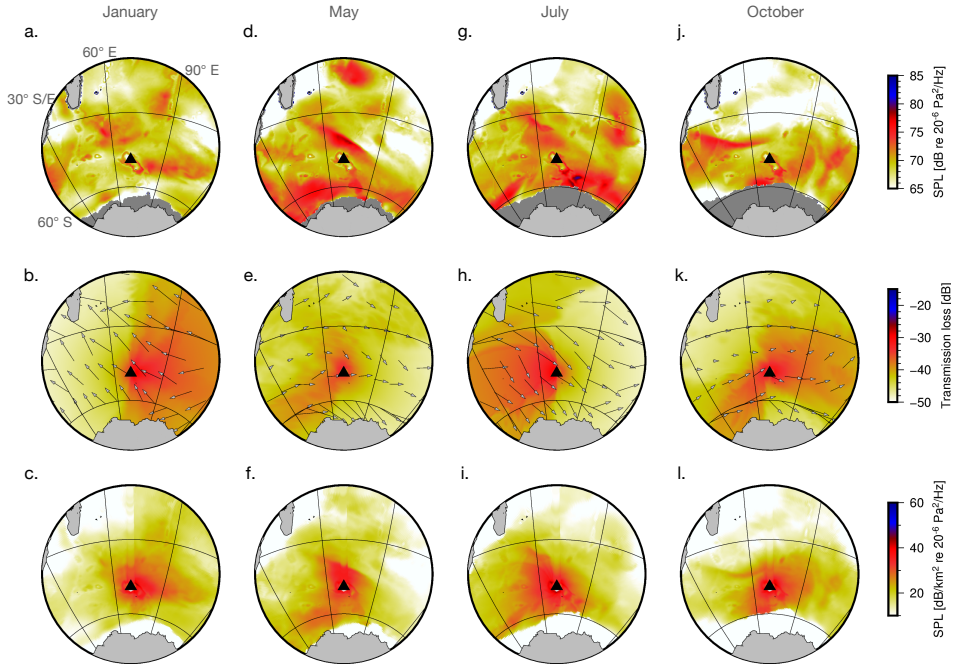 January May July October
a. d. g. j.
60° E
90° E
30° S/E
60° S
85
80
75
70
65
SPL [dB re 20⁻⁶ Pa²/Hz]
b. e. h. k.
−20
−30
−40
−50
Transmission loss [dB]
c. f. i. l.
60
40
20
SPL [dB/km² re 20⁻⁶ Pa²/Hz]